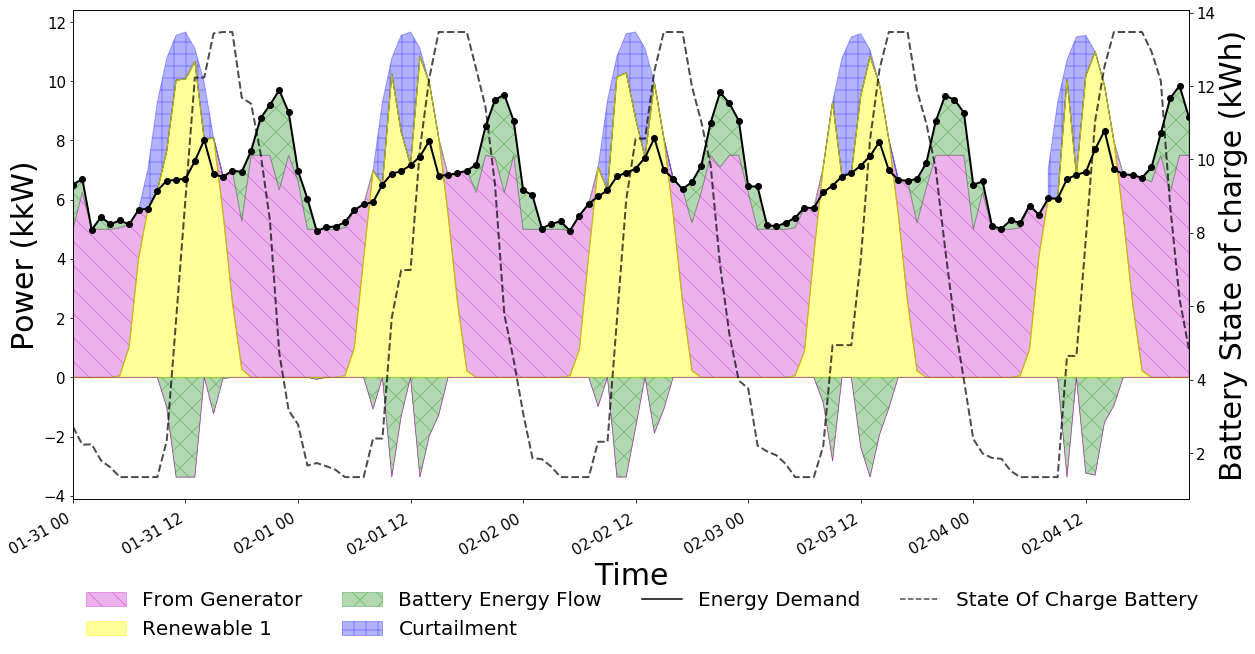 Power (kkW)
12
10
8
6
4
2
0
−2
−4
14
12
10
8
6
4
2
Battery State of charge (kWh)
01-31 00
01-31 12
02-01 00
02-01 12
02-02 00
02-02 12
02-03 00
02-03 12
02-04 00
02-04 12
Time
From Generator
Battery Energy Flow
Energy Demand
State Of Charge Battery
Renewable 1
Curtailment